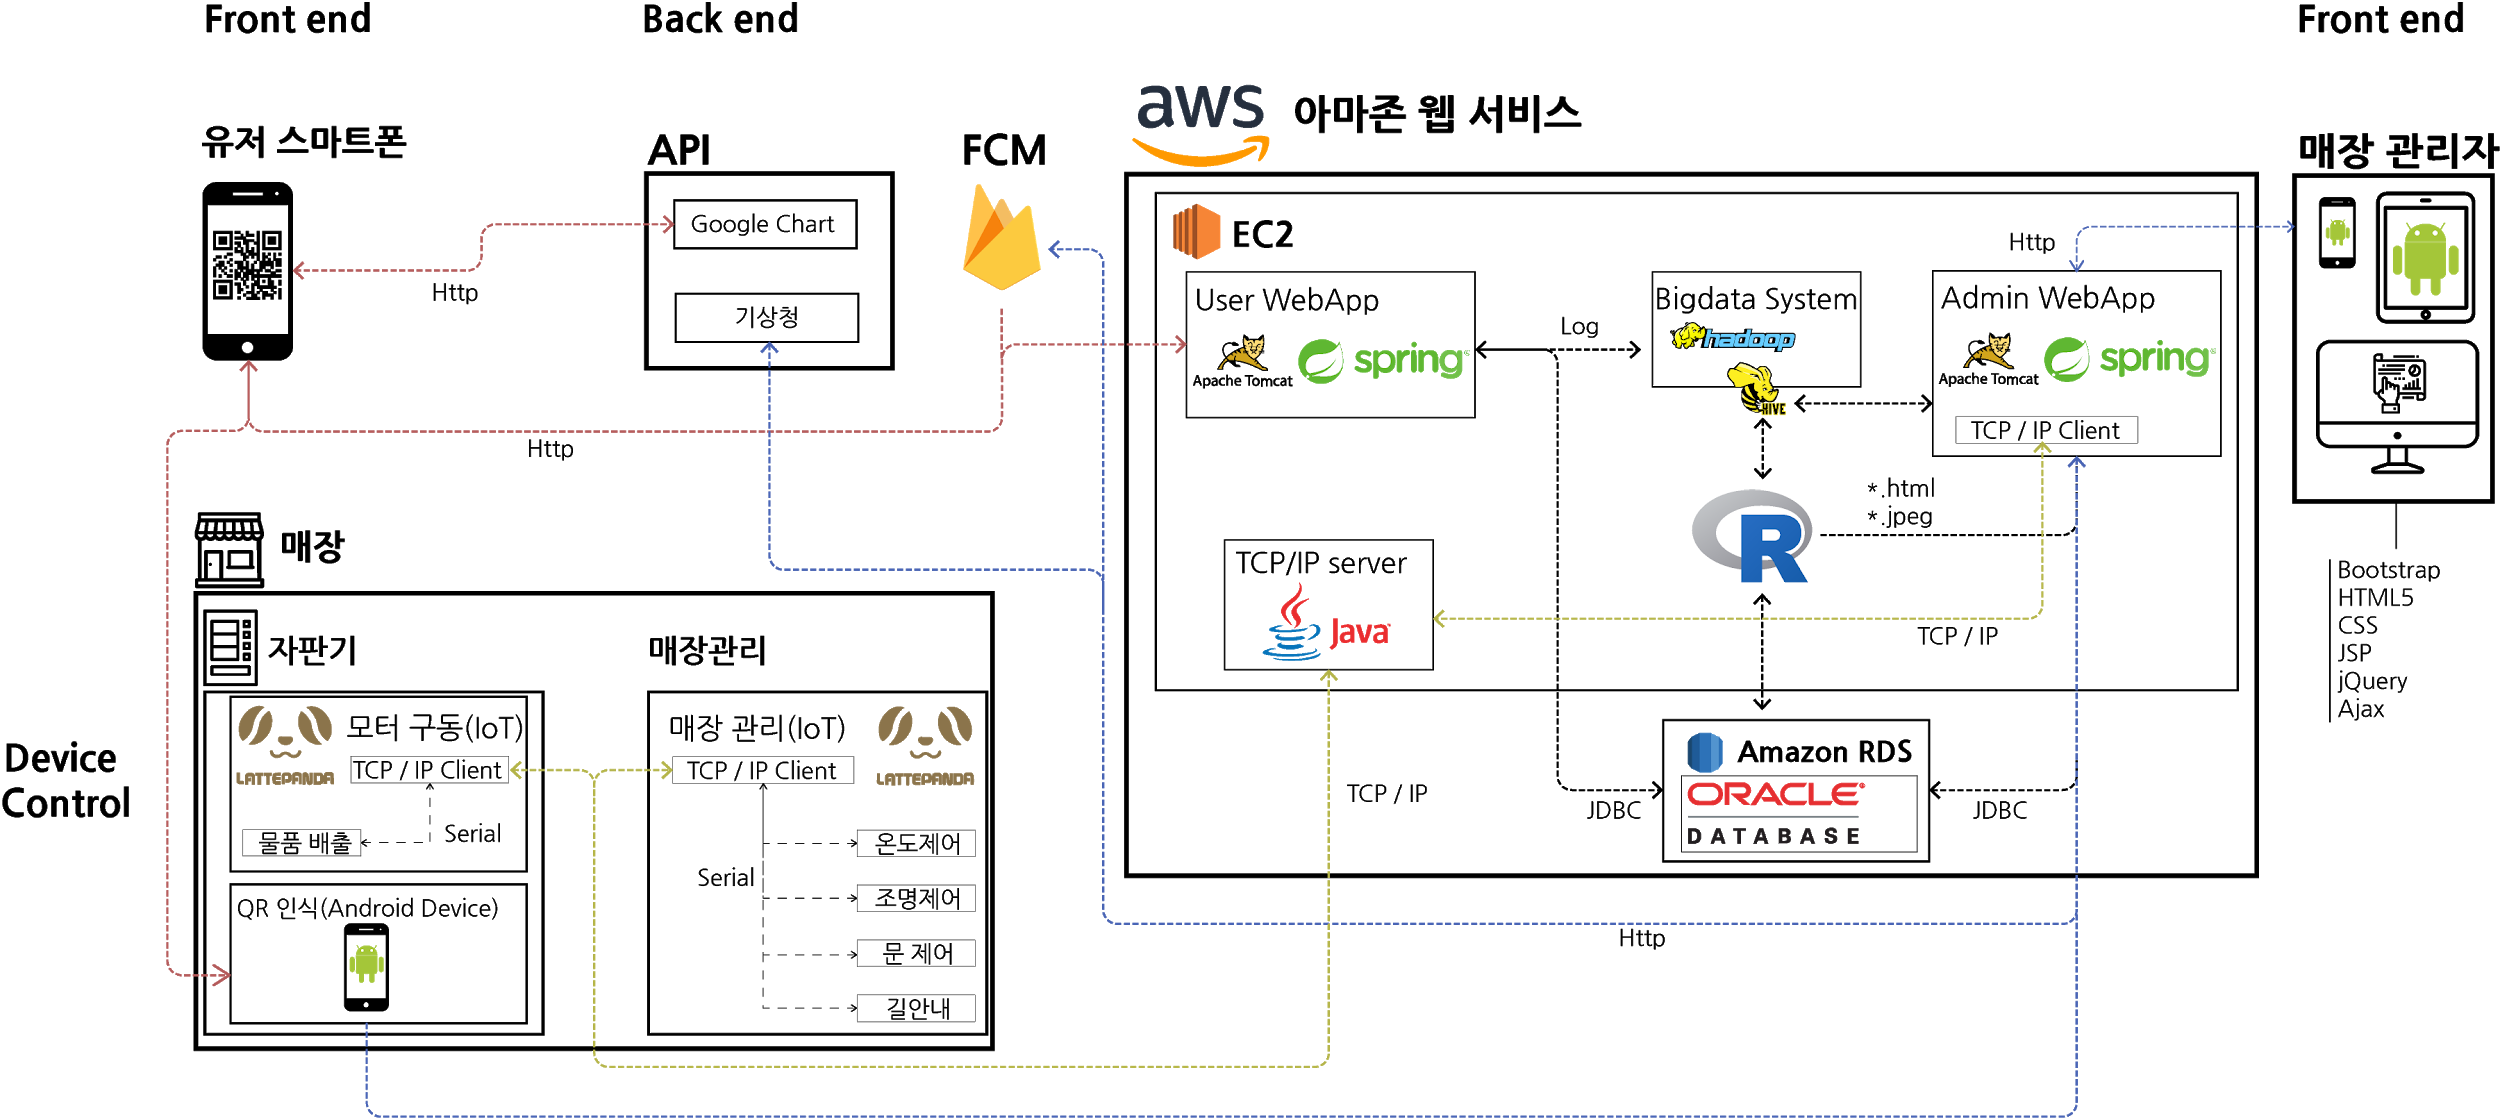 Front end
Back end
Front end
유저 스마트폰
API
FCM
aws
아마존 웹 서비스
매장 관리자
Google Chart
기상청
Http
Http
EC2
User WebApp
Apache Tomcat
spring
Log
Bigdata System
hadoop
HIVE
Http
Admin WebApp
Apache Tomcat
spring
TCP / IP Client
*.html
*.jpeg
R
TCP/IP server
Java
TCP / IP
Bootstrap
HTML5
CSS
JSP
jQuery
Ajax
매장
자판기
매장관리
Device
Control
모터 구동(IoT)
LATTEPANDA
TCP / IP Client
물품 배출
Serial
QR 인식(Android Device)
매장 관리(IoT)
LATTEPANDA
TCP / IP Client
Serial
온도제어
조명제어
문 제어
길안내
TCP / IP
JDBC
Amazon RDS
ORACLE
DATABASE
JDBC
Http